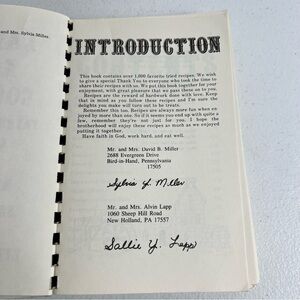 and Mrs. Sylvia Miller.
INTRODUCTION
This book contains over 1,000 favorite tried recipes. We wish
to give a special Thank You to everyone who took the time to
share their recipes with us. We put this book together for your
enjoyment, with great pleasure that we pass them on to you.
Recipes are the reward of hardwork done with love. Keep
that in mind as you follow these recipes and I'm sure over
the delights you make will turn out to be treats.
Remember this too. Recipes are always more fun when en-
joyed by more than one. So if it seems you end up with quite a
few, remember they're not just for you. I hope the
brotherhood will enjoy these recipes as much as we enjoyed
putting it together.
Have faith in God, work hard, and eat well.
Mr. and Mrs. David B. Miller
2688 Evergreen Drive
Bird-in-Hand, Pennsylvania
17505
Sylvia Y. Miller
Mr. and Mrs. Alvin Lapp
1060 Sheep Hill Road
New Holland, PA 17557
Sallie Y. Lapp